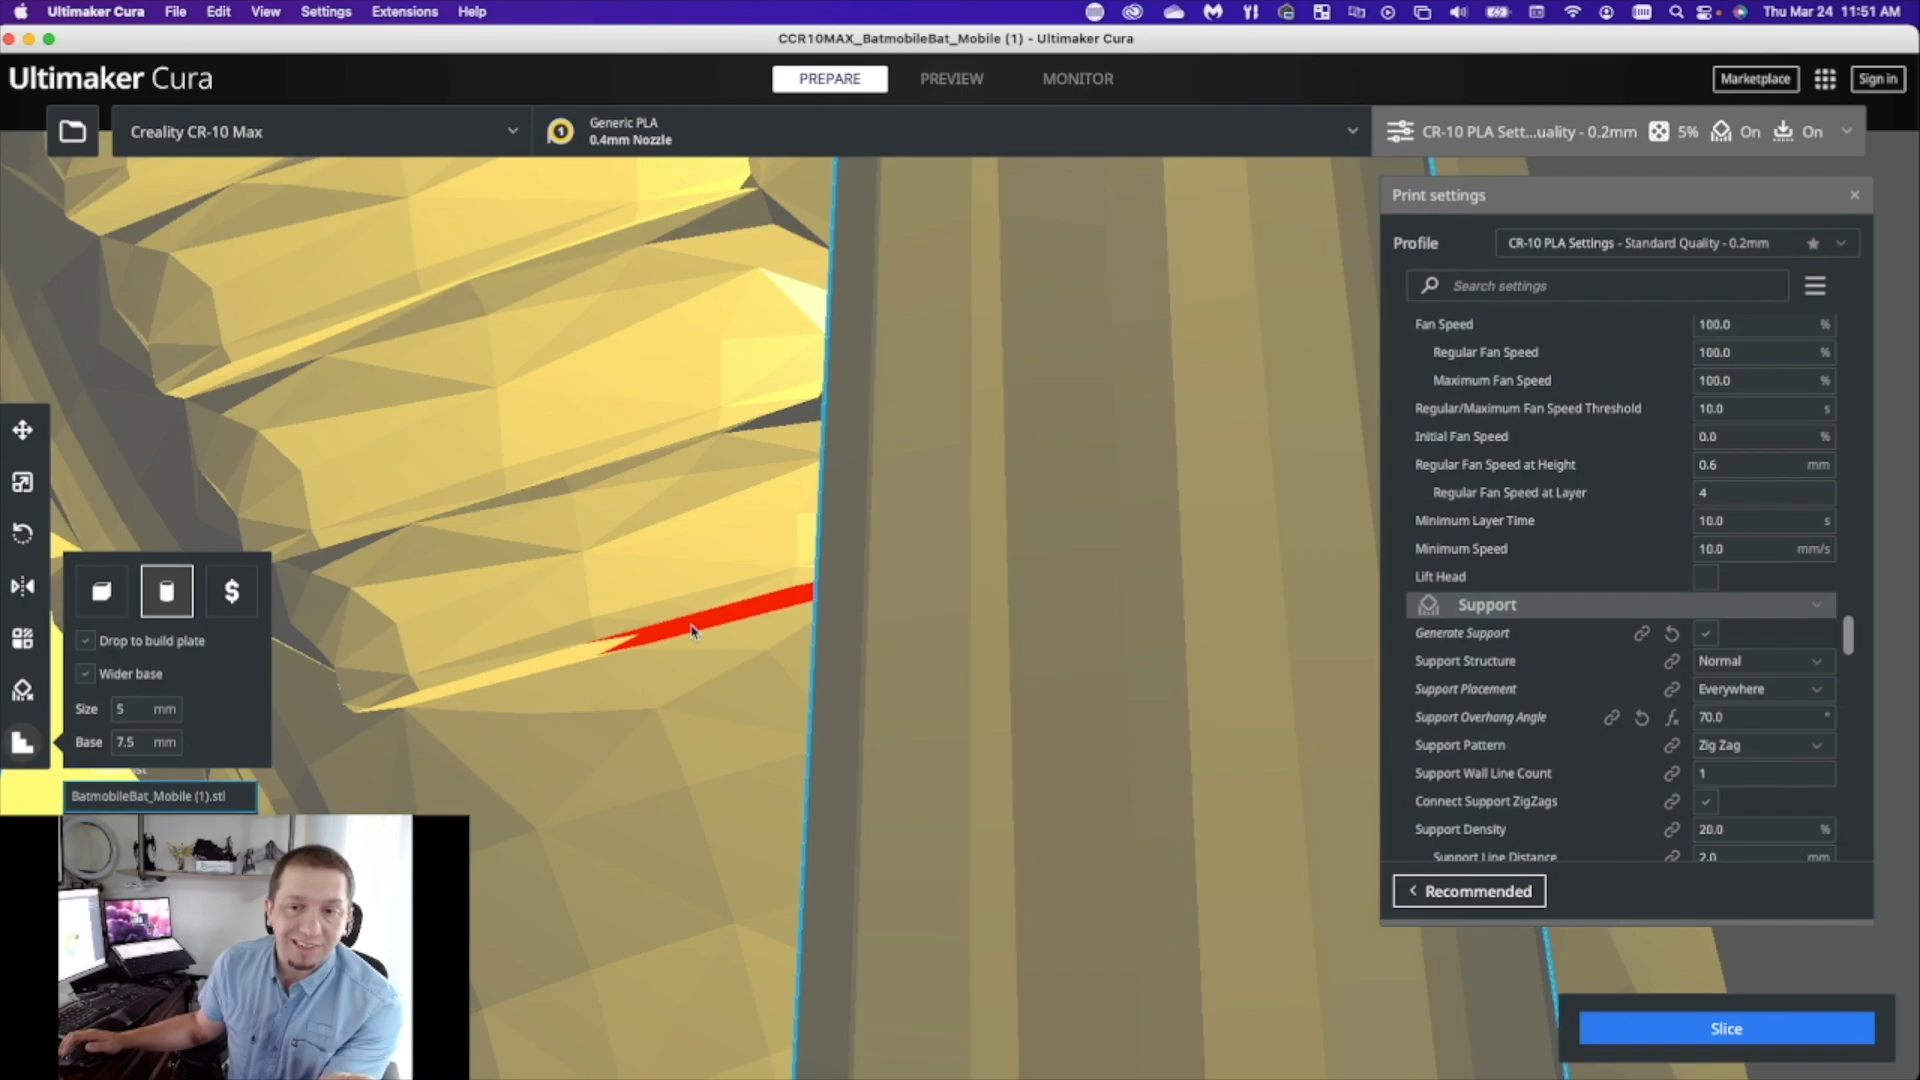 Ultimaker Cura File Edit View Settings Extensions Help Thu Mar 24 11:51 AM
CCR10MAX_BatmobileBat_Mobile (1) - Ultimaker Cura
Ultimaker Cura PREPARE PREVIEW MONITOR Marketplace Sign in
Creality CR-10 Max
1
Generic PLA
0.4mm Nozzle
CR-10 PLA Sett...uality - 0.2mm 5% On On
Print settings
Profile CR-10 PLA Settings - Standard Quality - 0.2mm
Search settings
Fan Speed 100.0 %
Regular Fan Speed 100.0 %
Maximum Fan Speed 100.0 %
Regular/Maximum Fan Speed Threshold 10.0 s
Initial Fan Speed 0.0 %
Regular Fan Speed at Height 0.6 mm
Regular Fan Speed at Layer 4
Minimum Layer Time 10.0 s
Minimum Speed 10.0 mm/s
Lift Head
Support
Generate Support
Support Structure Normal
Support Placement Everywhere
Support Overhang Angle fx 70.0 °
Support Pattern Zig Zag
Support Wall Line Count 1
Connect Support ZigZags
Support Density 20.0 %
Support Line Distance 2.0 mm
Recommended
Slice
$
Drop to build plate
Wider base
Size 5 mm
Base 7.5 mm
BatmobileBat_Mobile (1).stl